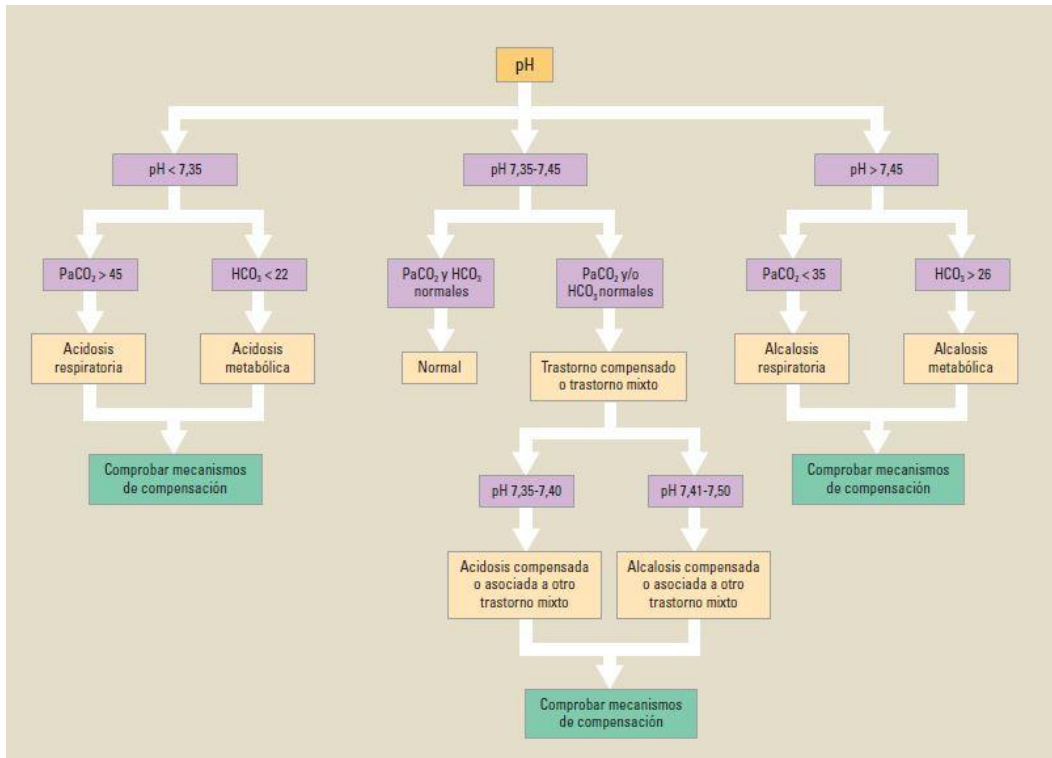 pH
pH < 7,35
pH 7,35-7,45
pH > 7,45
PaCO₂ > 45
HCO₃ < 22
PaCO₂ y HCO₃
normales
PaCO₂ y/o
HCO₃ normales
PaCO₂ < 35
HCO₃ > 26
Acidosis
respiratoria
Acidosis
metabólica
Normal
Trastorno compensado
o trastorno mixto
Alcalosis
respiratoria
Alcalosis
metabólica
Comprobar mecanismos
de compensación
pH 7,35-7,40
pH 7,41-7,50
Comprobar mecanismos
de compensación
Acidosis compensada
o asociada a otro
trastorno mixto
Alcalosis compensada
o asociada a otro
trastorno mixto
Comprobar mecanismos
de compensación